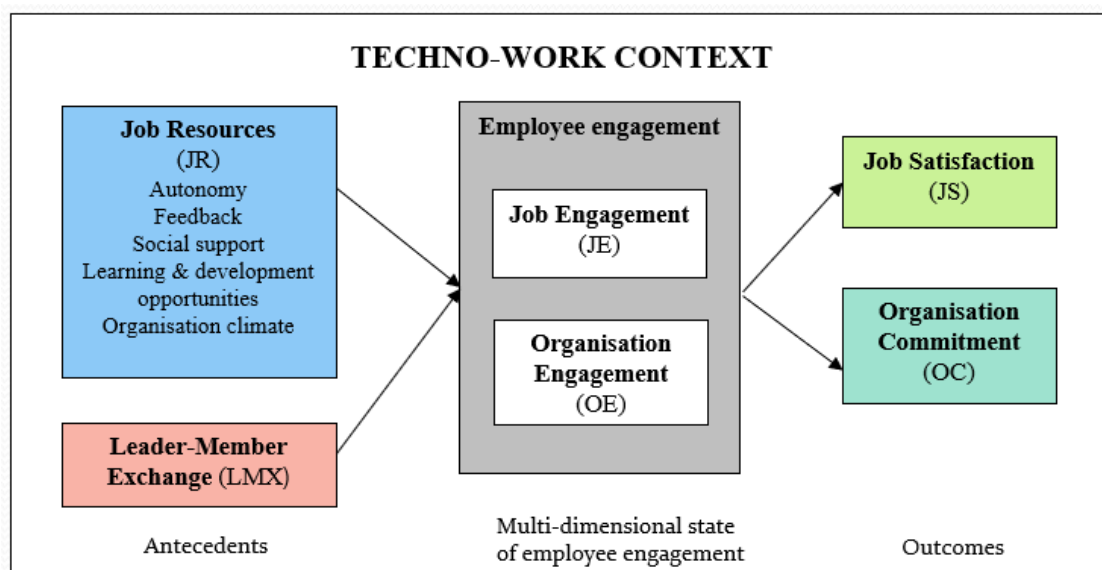 TECHNO-WORK CONTEXT
Job Resources
(JR)
Autonomy
Feedback
Social support
Learning & development
opportunities
Organisation climate
Leader-Member
Exchange (LMX)
Antecedents
Employee engagement
Job Engagement
(JE)
Organisation
Engagement
(OE)
Multi-dimensional state
of employee engagement
Job Satisfaction
(JS)
Organisation
Commitment
(OC)
Outcomes